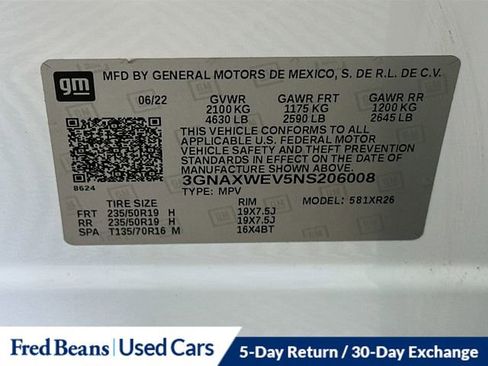 gm
MFD BY GENERAL MOTORS DE MEXICO, S. DE R.L. DE C.V.
06/22 GVWR GAWR FRT GAWR RR
2100 KG 1175 KG 1200 KG
4630 LB 2590 LB 2645 LB
THIS VEHICLE CONFORMS TO ALL
APPLICABLE U.S. FEDERAL MOTOR
VEHICLE SAFETY AND THEFT
PREVENTION STANDARDS IN
EFFECT ON THE DATE OF
MANUFACTURE SHOWN ABOVE.
3GNAXWEV5NS206008
8624 TYPE: MPV MODEL: 581XR26
TIRE SIZE RIM
FRT 235/50R19 H 19X7.5J
RR 235/50R19 H 19X7.5J
SPA T135/70R16 M 16X4BT
Fred Beans | Used Cars 5-Day Return / 30-Day Exchange